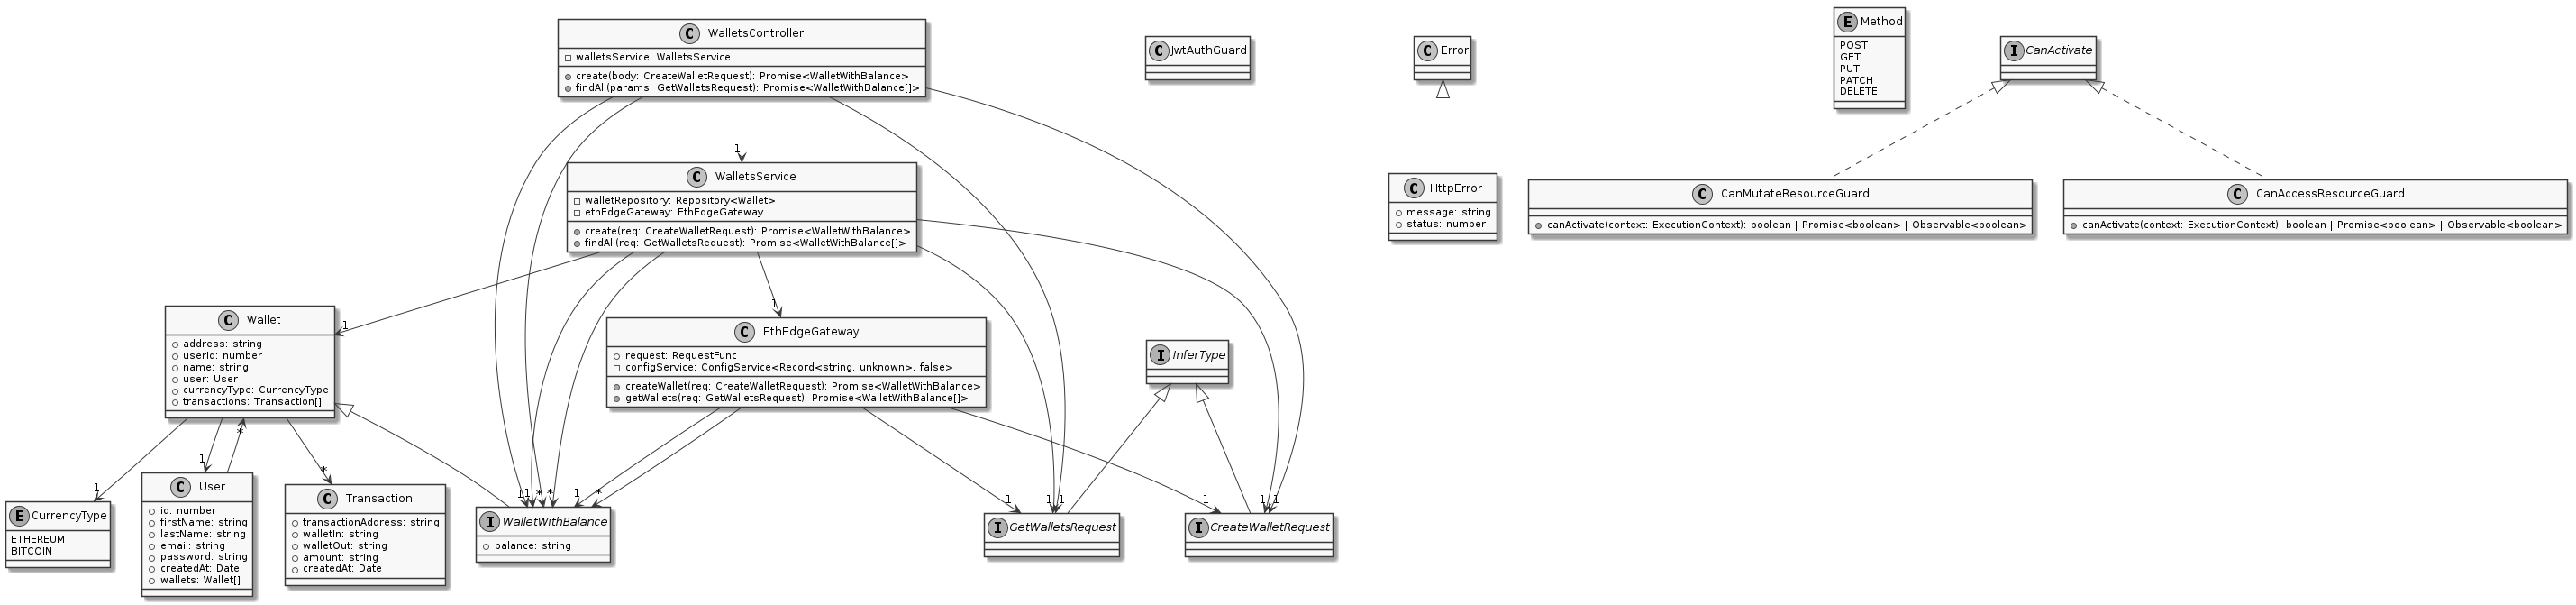 C WalletsController
walletsService: WalletsService
create(body: CreateWalletRequest): Promise<WalletWithBalance>
findAll(params: GetWalletsRequest): Promise<WalletWithBalance[]>
C JwtAuthGuard
C Error
E Method
POST
GET
PUT
PATCH
DELETE
I CanActivate
1
C WalletsService
walletRepository: Repository<Wallet>
ethEdgeGateway: EthEdgeGateway
create(req: CreateWalletRequest): Promise<WalletWithBalance>
findAll(req: GetWalletsRequest): Promise<WalletWithBalance[]>
C HttpError
message: string
status: number
C CanMutateResourceGuard
canActivate(context: ExecutionContext): boolean | Promise<boolean> | Observable<boolean>
C CanAccessResourceGuard
canActivate(context: ExecutionContext): boolean | Promise<boolean> | Observable<boolean>
1
1
C Wallet
address: string
userId: number
name: string
user: User
currencyType: CurrencyType
transactions: Transaction[]
C EthEdgeGateway
request: RequestFunc
configService: ConfigService<Record<string, unknown>, false>
createWallet(req: CreateWalletRequest): Promise<WalletWithBalance>
getWallets(req: GetWalletsRequest): Promise<WalletWithBalance[]>
I InferType
*
1
*
1
1
1
*
*
1
*
1
1
1
1
1
1
E CurrencyType
ETHEREUM
BITCOIN
C User
id: number
firstName: string
lastName: string
email: string
password: string
createdAt: Date
wallets: Wallet[]
C Transaction
transactionAddress: string
walletIn: string
walletOut: string
amount: string
createdAt: Date
I WalletWithBalance
balance: string
I GetWalletsRequest
I CreateWalletRequest